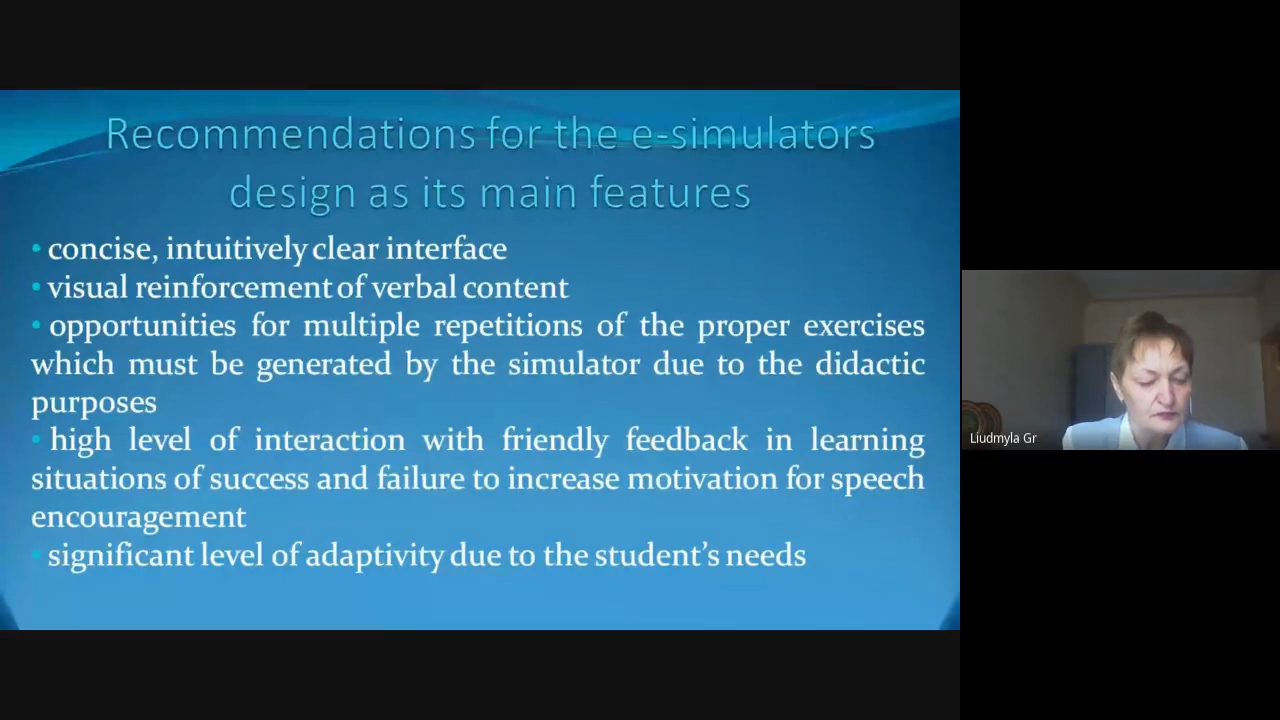 Recommendations for the e-simulators
design as its main features
• concise, intuitively clear interface
• visual reinforcement of verbal content
• opportunities for multiple repetitions of the proper exercises
which must be generated by the simulator due to the didactic
purposes
• high level of interaction with friendly feedback in learning
situations of success and failure to increase motivation for speech
encouragement
• significant level of adaptivity due to the student’s needs
Liudmyla Gr